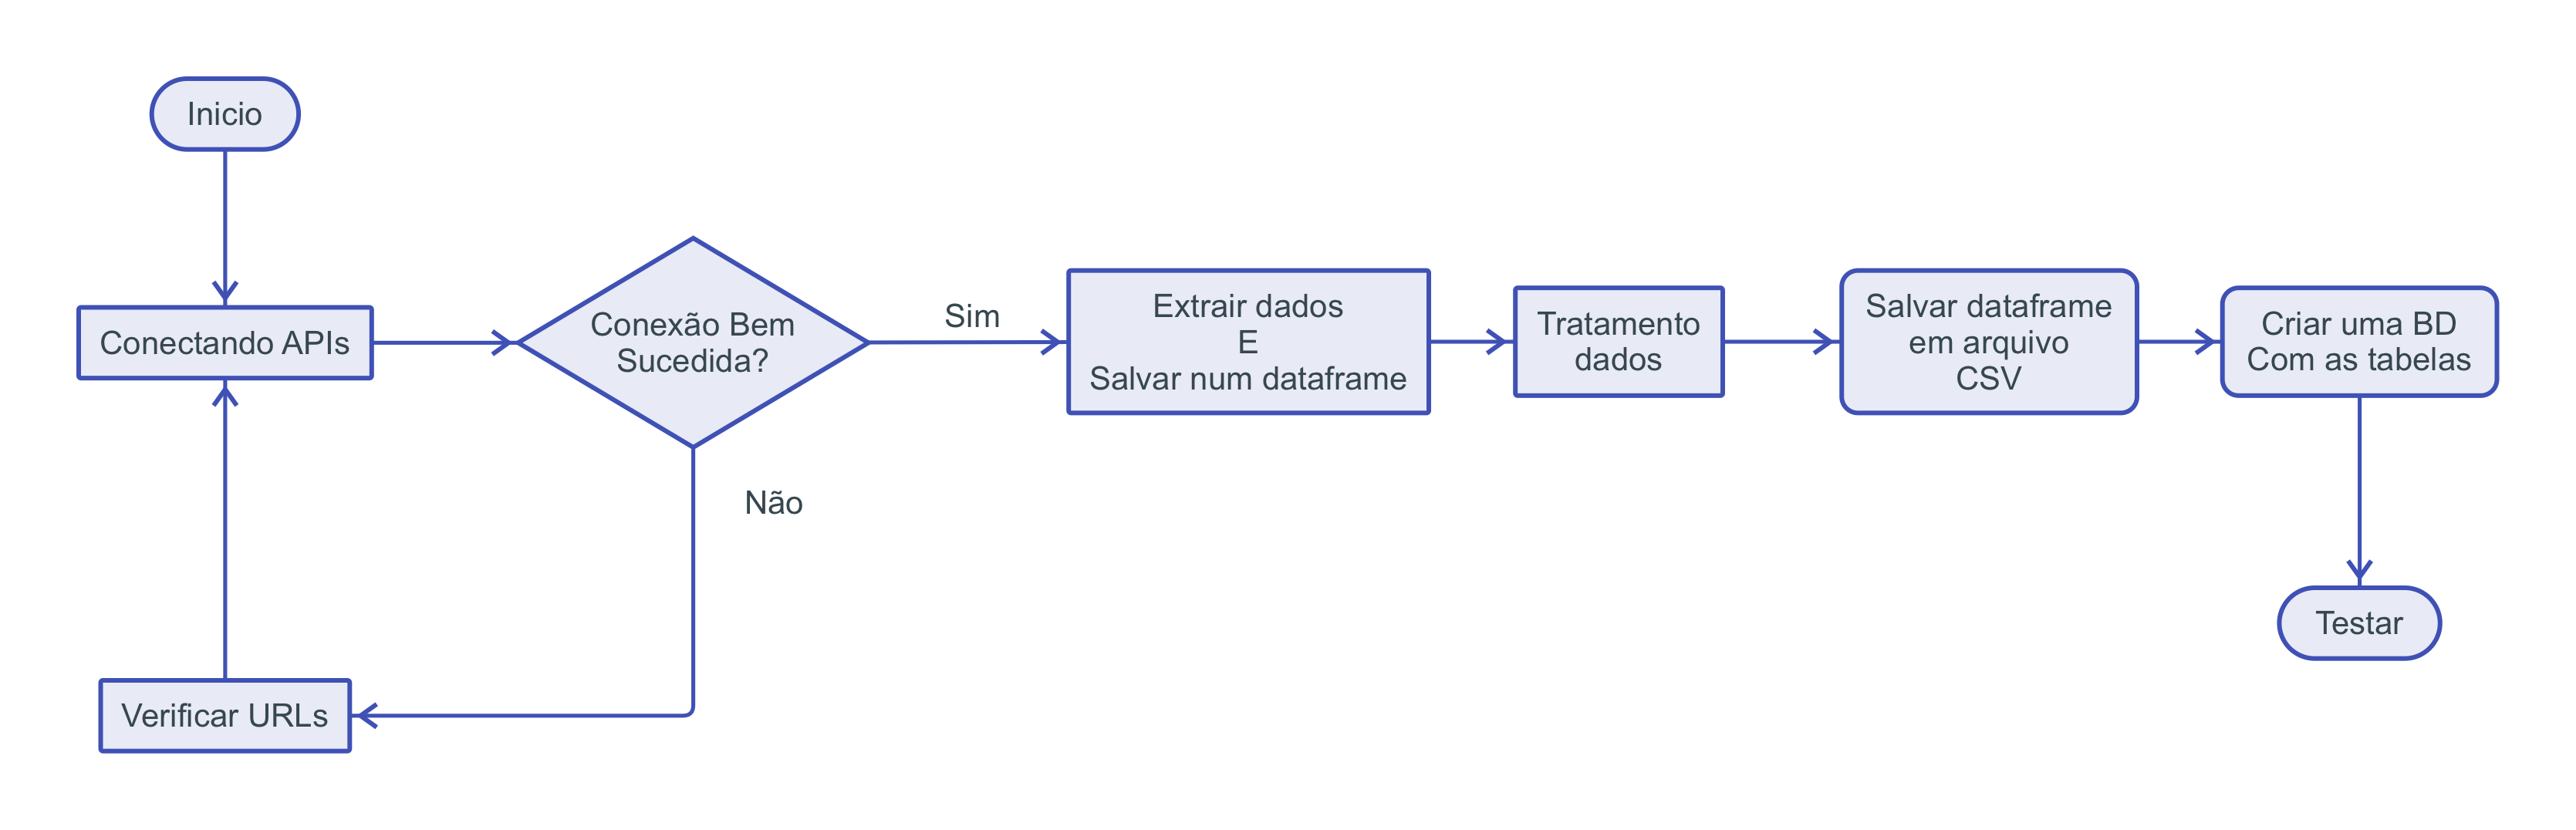 Inicio
Conectando APIs
Conexão Bem
Sucedida?
Sim
Extrair dados
E
Salvar num dataframe
Tratamento
dados
Salvar dataframe
em arquivo
CSV
Criar uma BD
Com as tabelas
Não
Testar
Verificar URLs